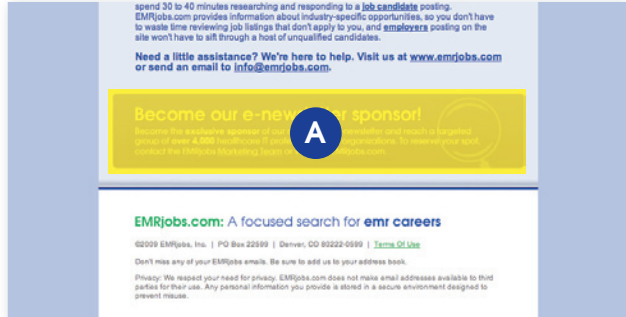 spend 30 to 40 minutes researching and responding to a job candidate posting.
EMRjobs.com provides information about industry-specific opportunities, so you don't have
to waste time reviewing job listings that don't apply to you, and employers posting on the
site won't have to sift through a host of unqualified candidates.
Need a little assistance? We're here to help. Visit us at www.emrjobs.com
or send an email to info@emrjobs.com.
Become our e-newsletter sponsor!
A
Become the exclusive sponsor of our newsletter and reach a targeted
group of over 4,000 healthcare IT organizations. To reserve your spot,
contact the EMRjobs Marketing Team
EMRjobs.com: A focused search for emr careers
©2009 EMRjobs, Inc. | PO Box 22599 | Denver, CO 80222-0599 | Terms Of Use
Don't miss any of your EMRjobs emails. Be sure to add us to your address book.
Privacy: We respect your need for privacy. EMRjobs.com does not make email addresses available to third
parties for their use. Any personal information you provide is stored in a secure environment designed to
prevent misuse.